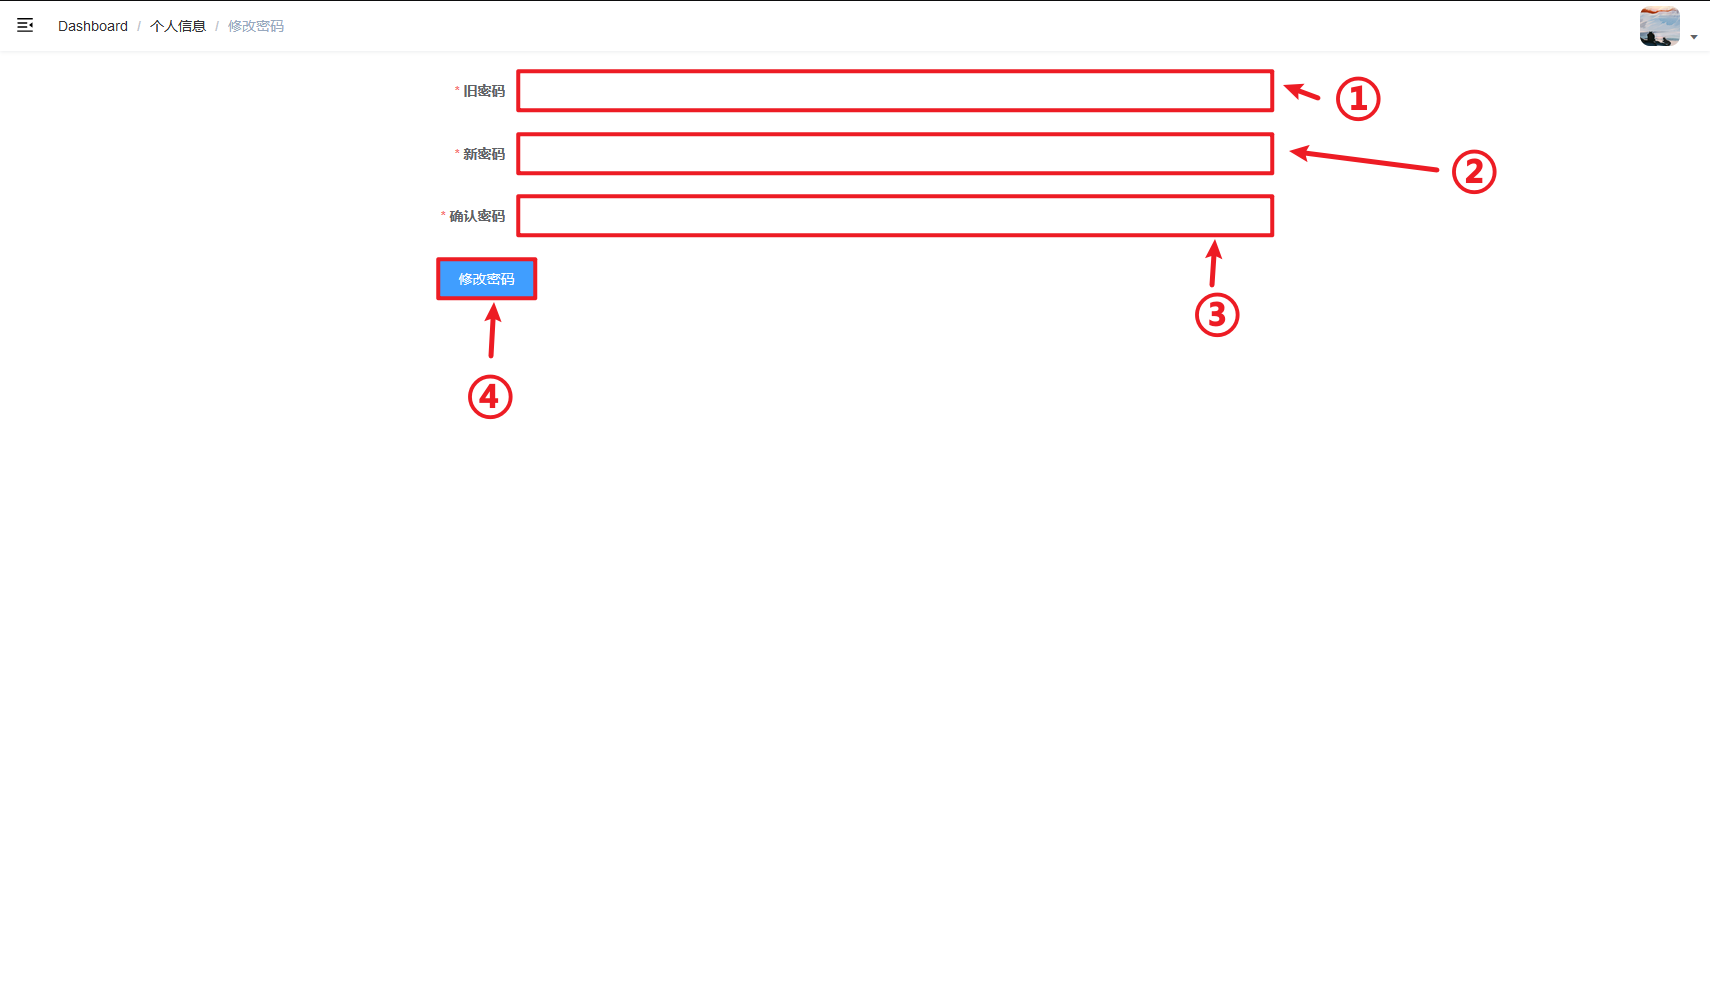 Dashboard / 个人信息 / 修改密码
* 旧密码
①
* 新密码
②
* 确认密码
修改密码
③
④